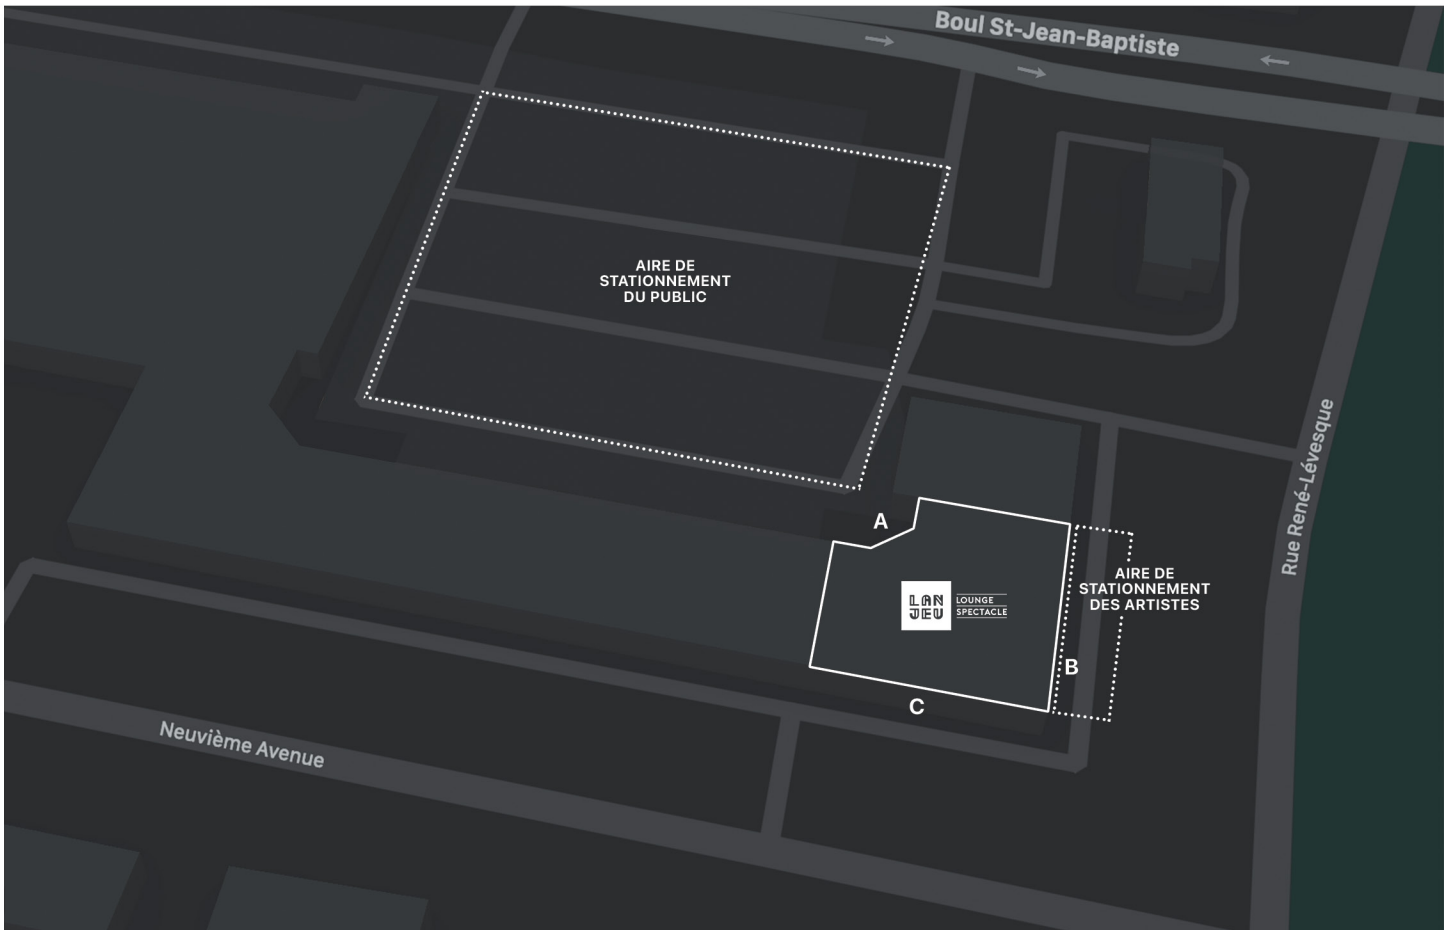 Boul St-Jean-Baptiste
AIRE DE
STATIONNEMENT
DU PUBLIC
Rue René-Lévesque
A
LAN
JEU
LOUNGE
SPECTACLE
AIRE DE
STATIONNEMENT
DES ARTISTES
B
C
Neuvième Avenue